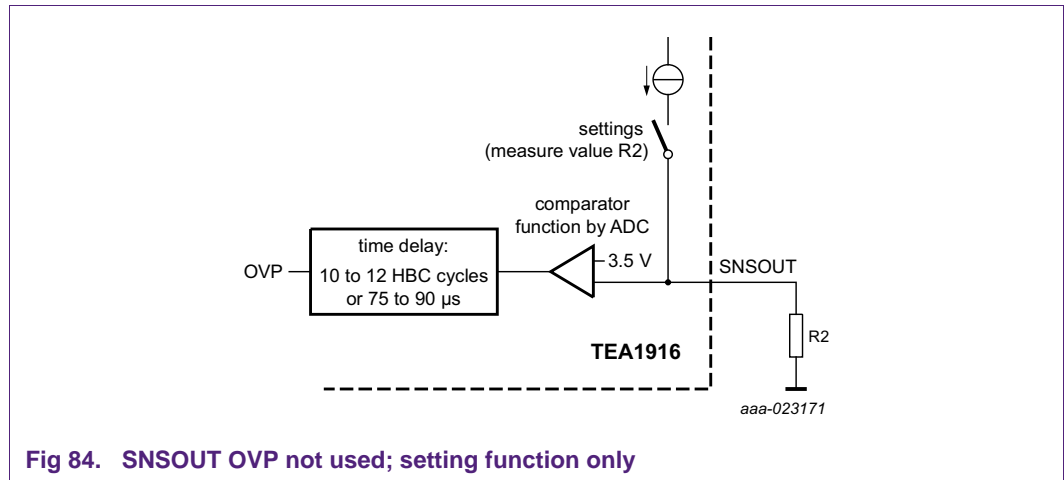 settings
(measure value R2)
comparator
function by ADC
time delay:
10 to 12 HBC cycles
or 75 to 90 µs
OVP
3.5 V
SNSOUT
R2
TEA1916
aaa-023171
Fig 84. SNSOUT OVP not used; setting function only